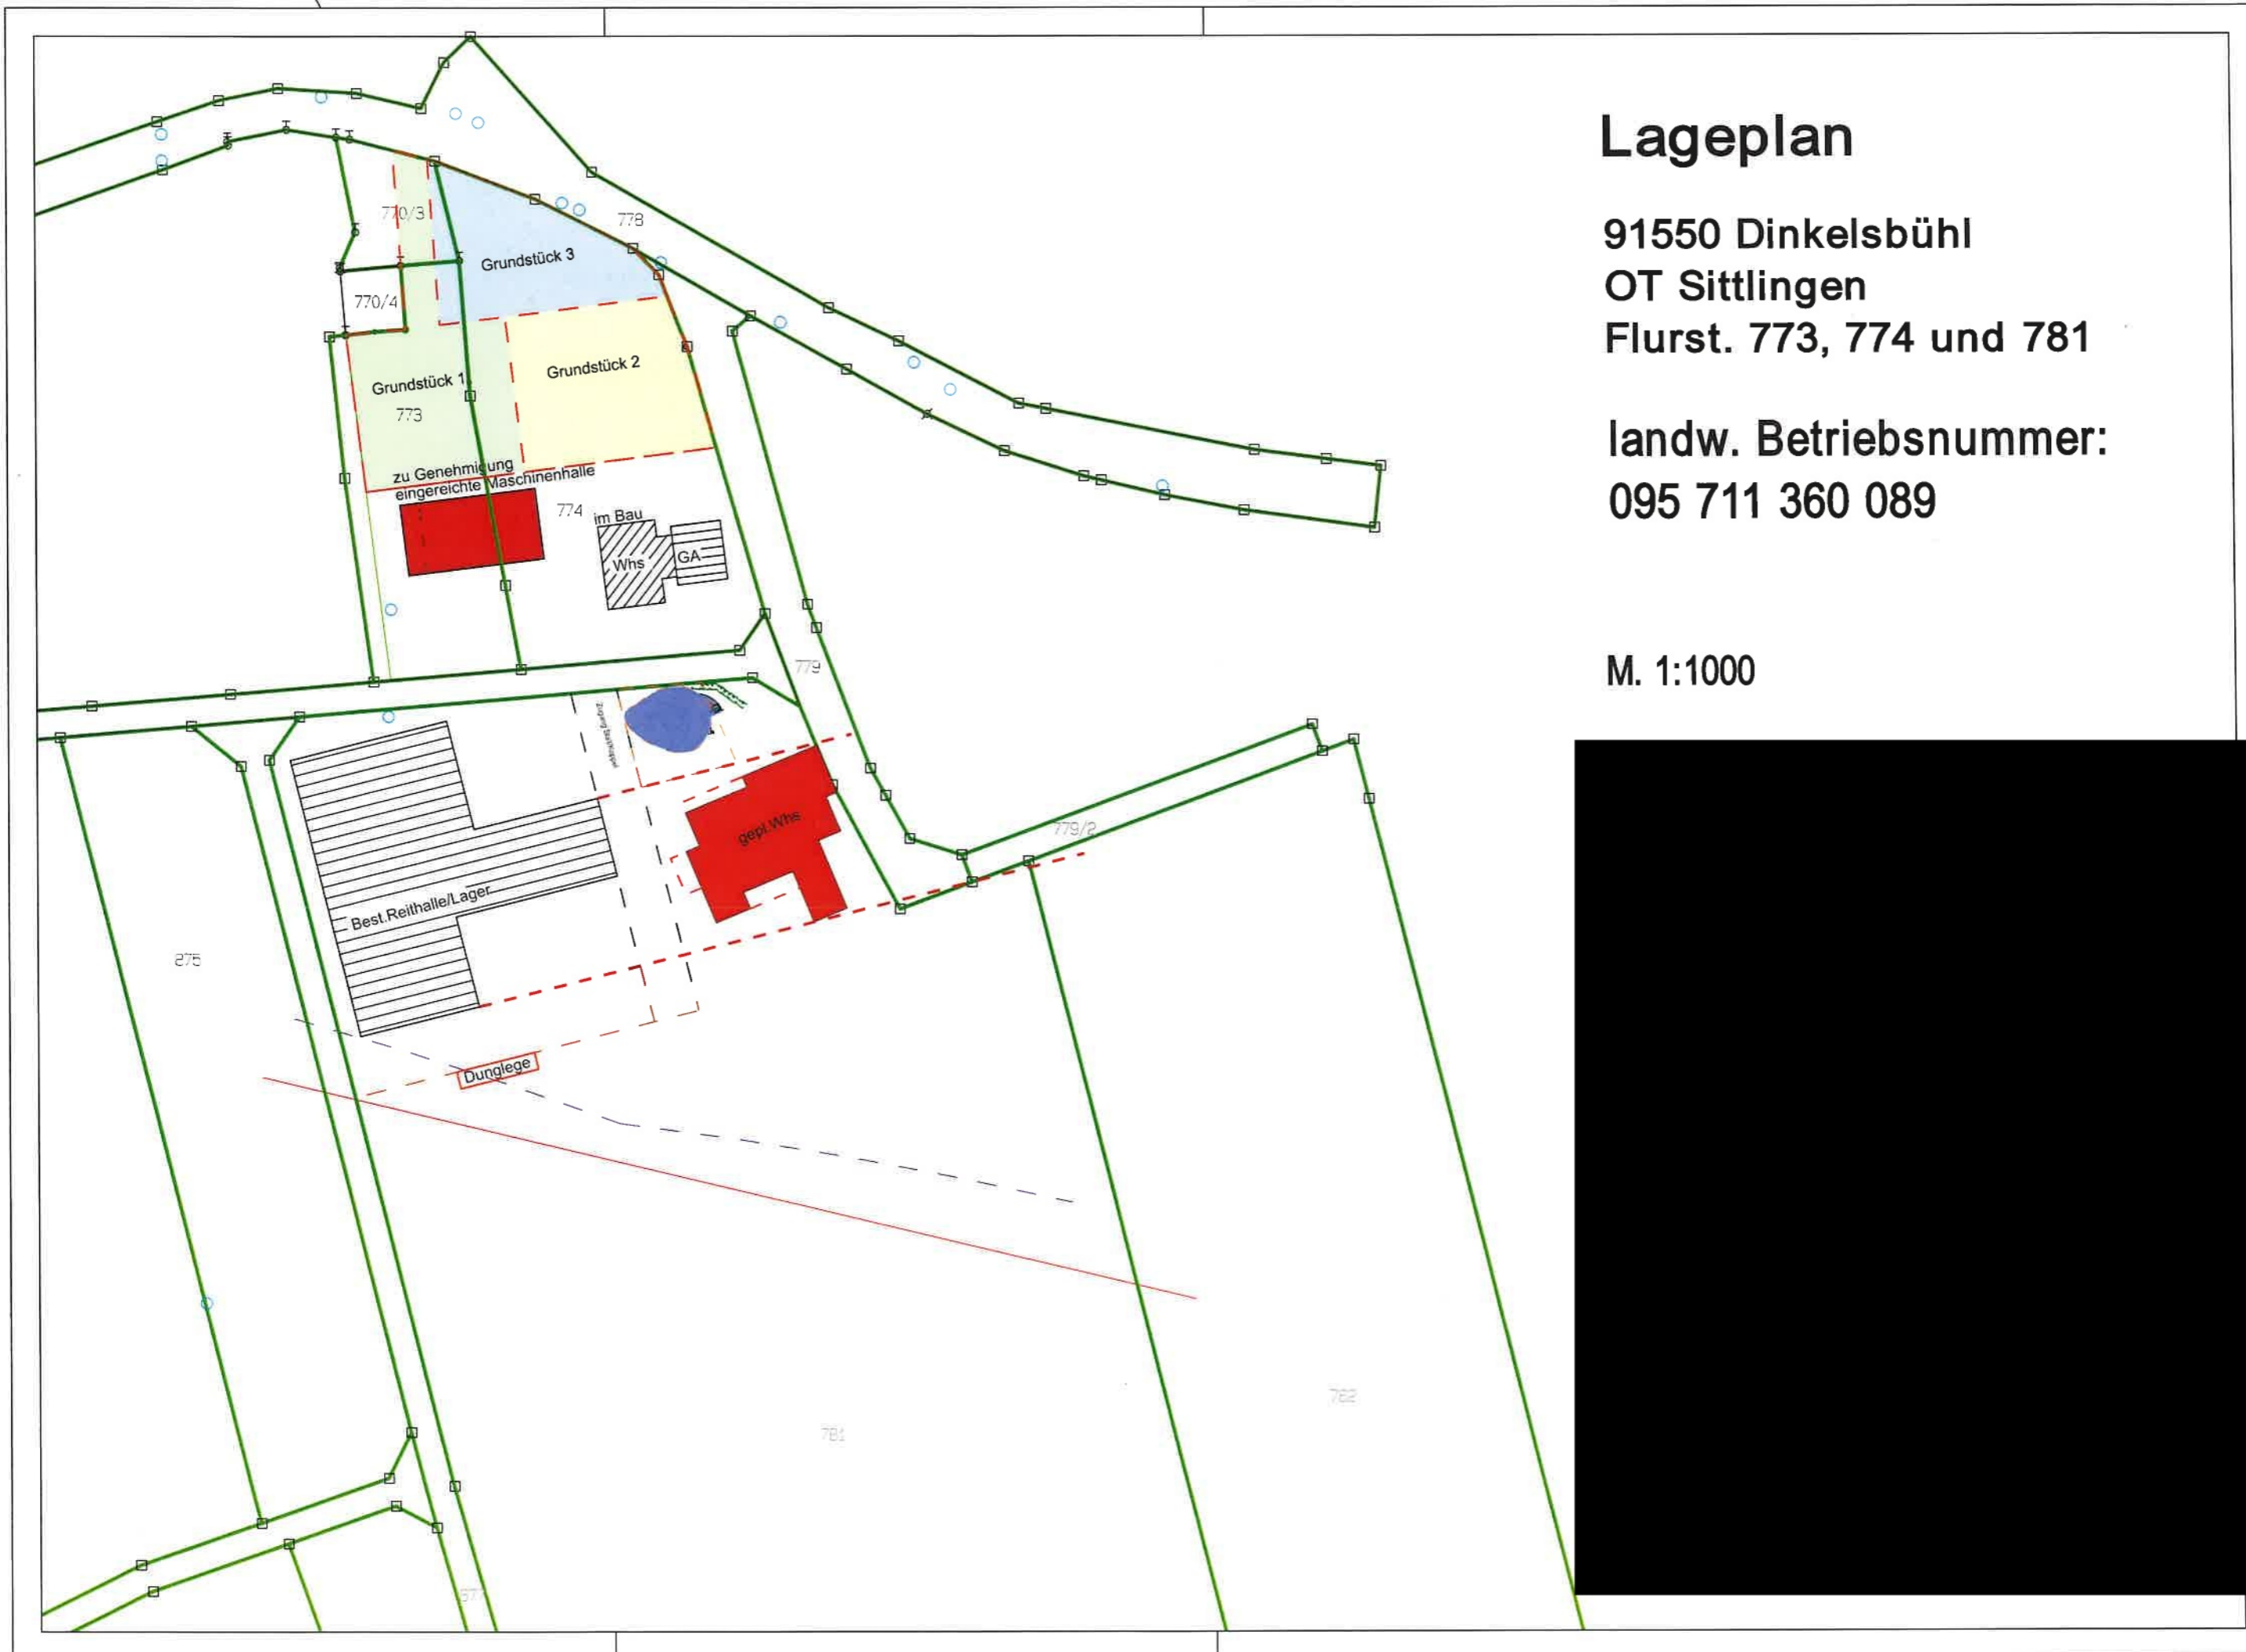 Lageplan
91550 Dinkelsbühl
OT Sittlingen
Flurst. 773, 774 und 781
landw. Betriebsnummer:
095 711 360 089
M. 1:1000
770/3
778
Grundstück 3
770/4
Grundstück 2
Grundstück 1
773
zu Genehmigung
eingereichte Maschinenhalle
774
im Bau
Whs
GA
779
gepl.Whs
779/2
Best.Reithalle/Lager
275
Dunglege
782
781